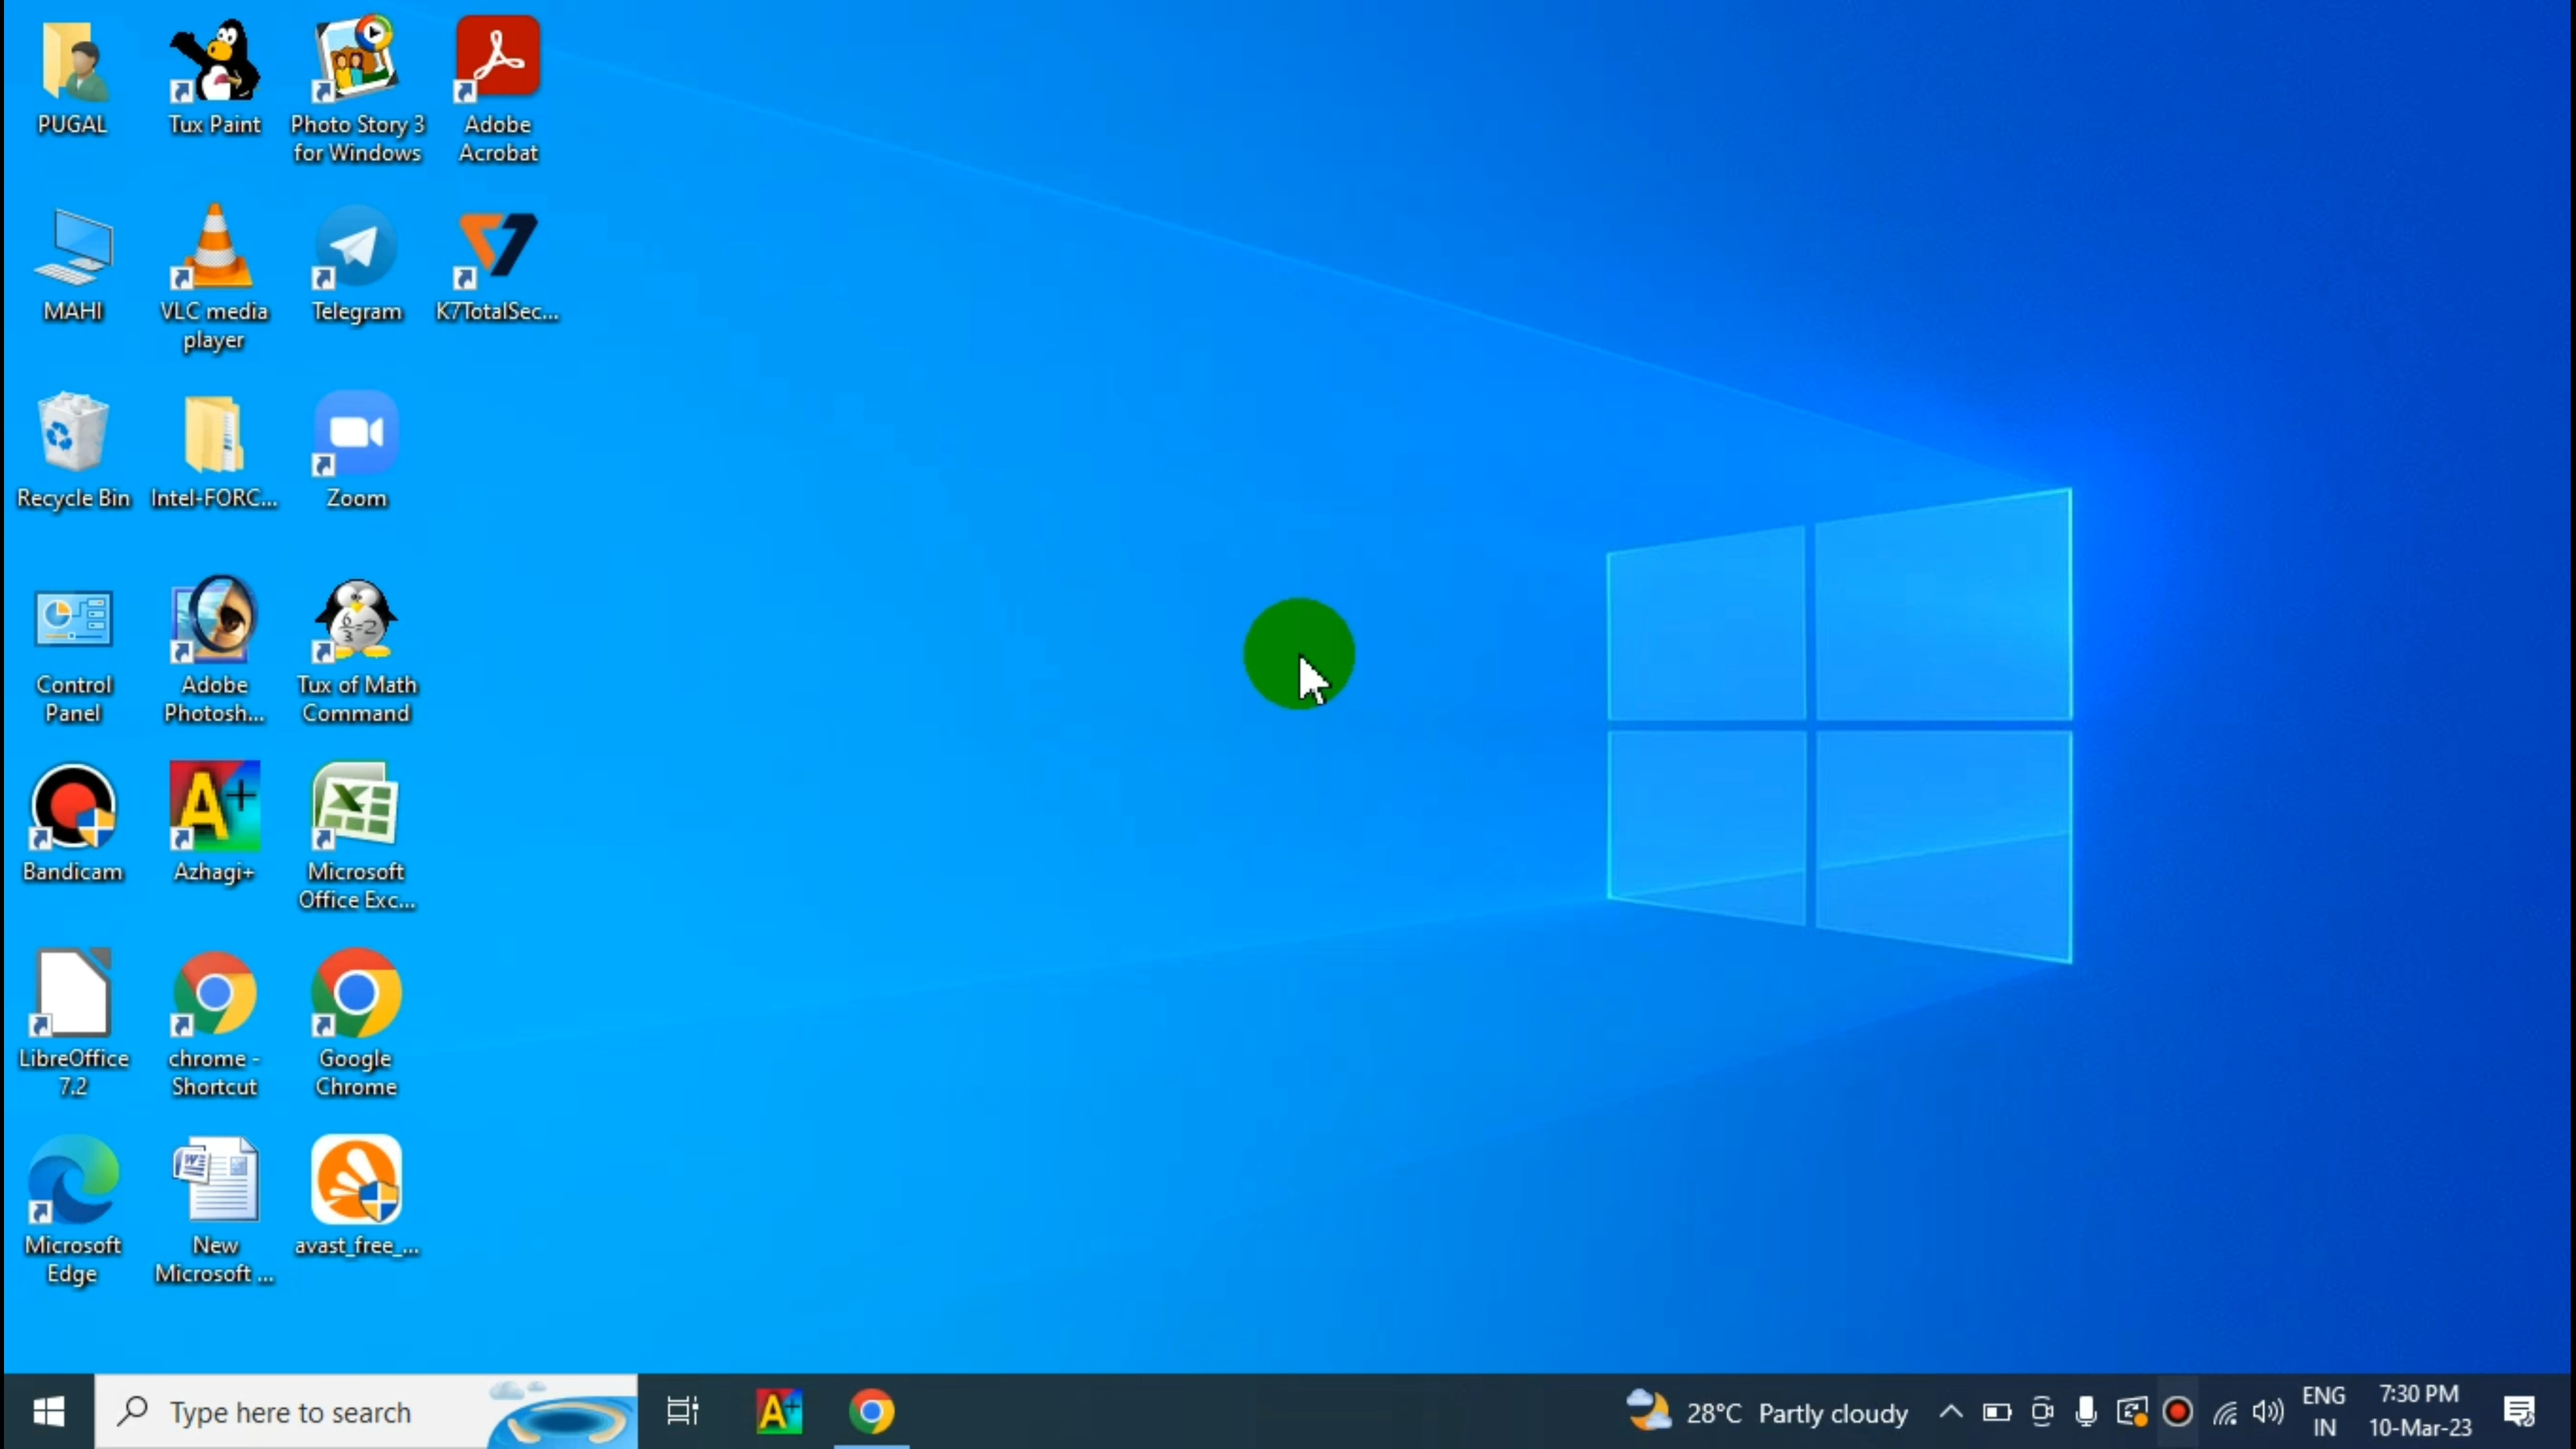 PUGAL
Tux Paint
Photo Story 3
for Windows
Adobe
Acrobat
MAHI
VLC media
player
Telegram
K7TotalSec...
Recycle Bin
Intel-FORC...
Zoom
Control
Panel
Adobe
Photosh...
6/3=2
Tux of Math
Command
Bandicam
A+
Azhagi+
Microsoft
Office Exc...
LibreOffice
7.2
chrome -
Shortcut
Google
Chrome
Microsoft
Edge
New
Microsoft ...
avast_free_...
Type here to search
A+
28°C Partly cloudy
ENG
IN
7:30 PM
10-Mar-23